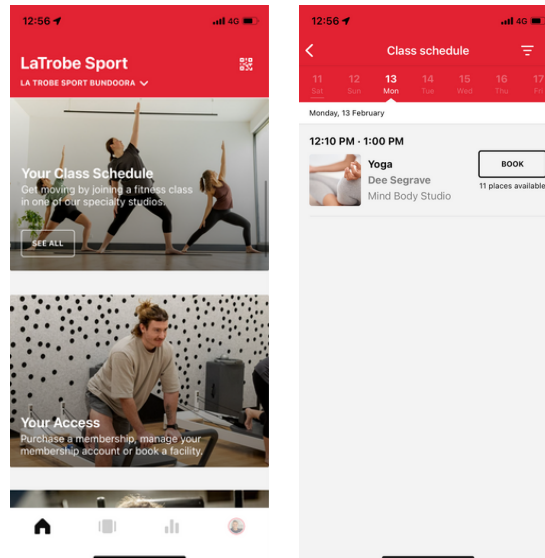 12:56
4G
LaTrobe Sport
LA TROBE SPORT BUNDOORA
Your Class Schedule
Get moving by joining a fitness class
in one of our specialty studios.
SEE ALL
Your Access
Purchase a membership, manage your
membership account or book a facility.
12:56
4G
Class schedule
11 12 13 14 15 16 17
Sat Sun Mon Tue Wed Thu Fri
Monday, 13 February
12:10 PM · 1:00 PM
Yoga
Dee Segrave
Mind Body Studio
BOOK
11 places available